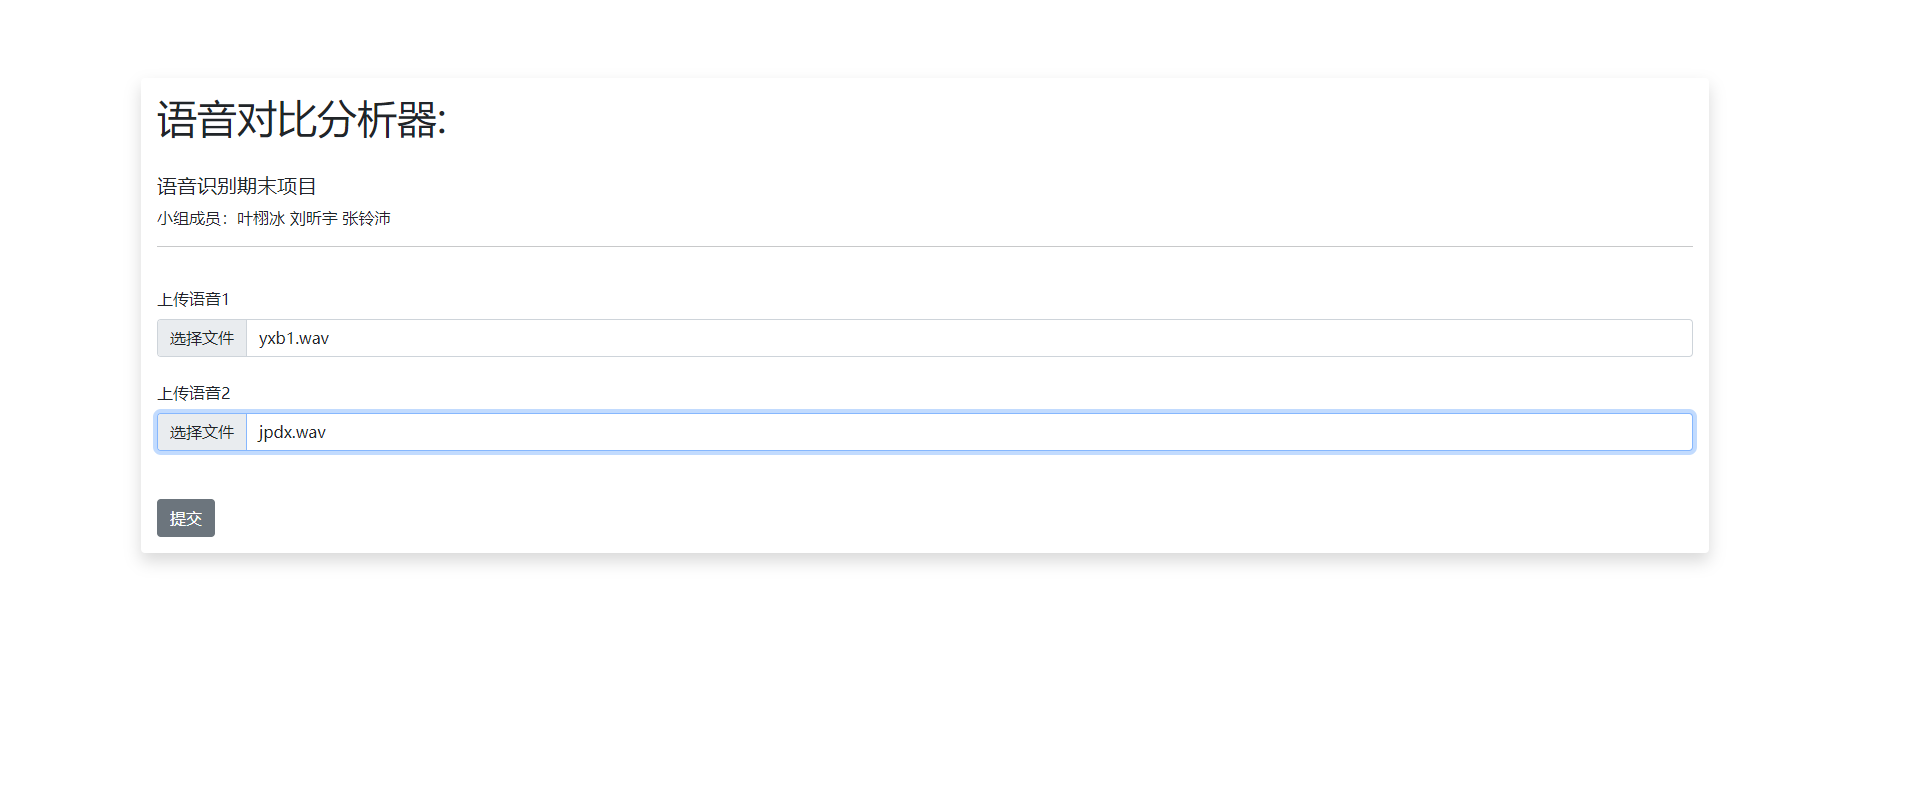 语音对比分析器:
语音识别期末项目
小组成员：叶栩冰 刘昕宇 张铃沛
上传语音1
选择文件 yxb1.wav
上传语音2
选择文件 jpdx.wav
提交